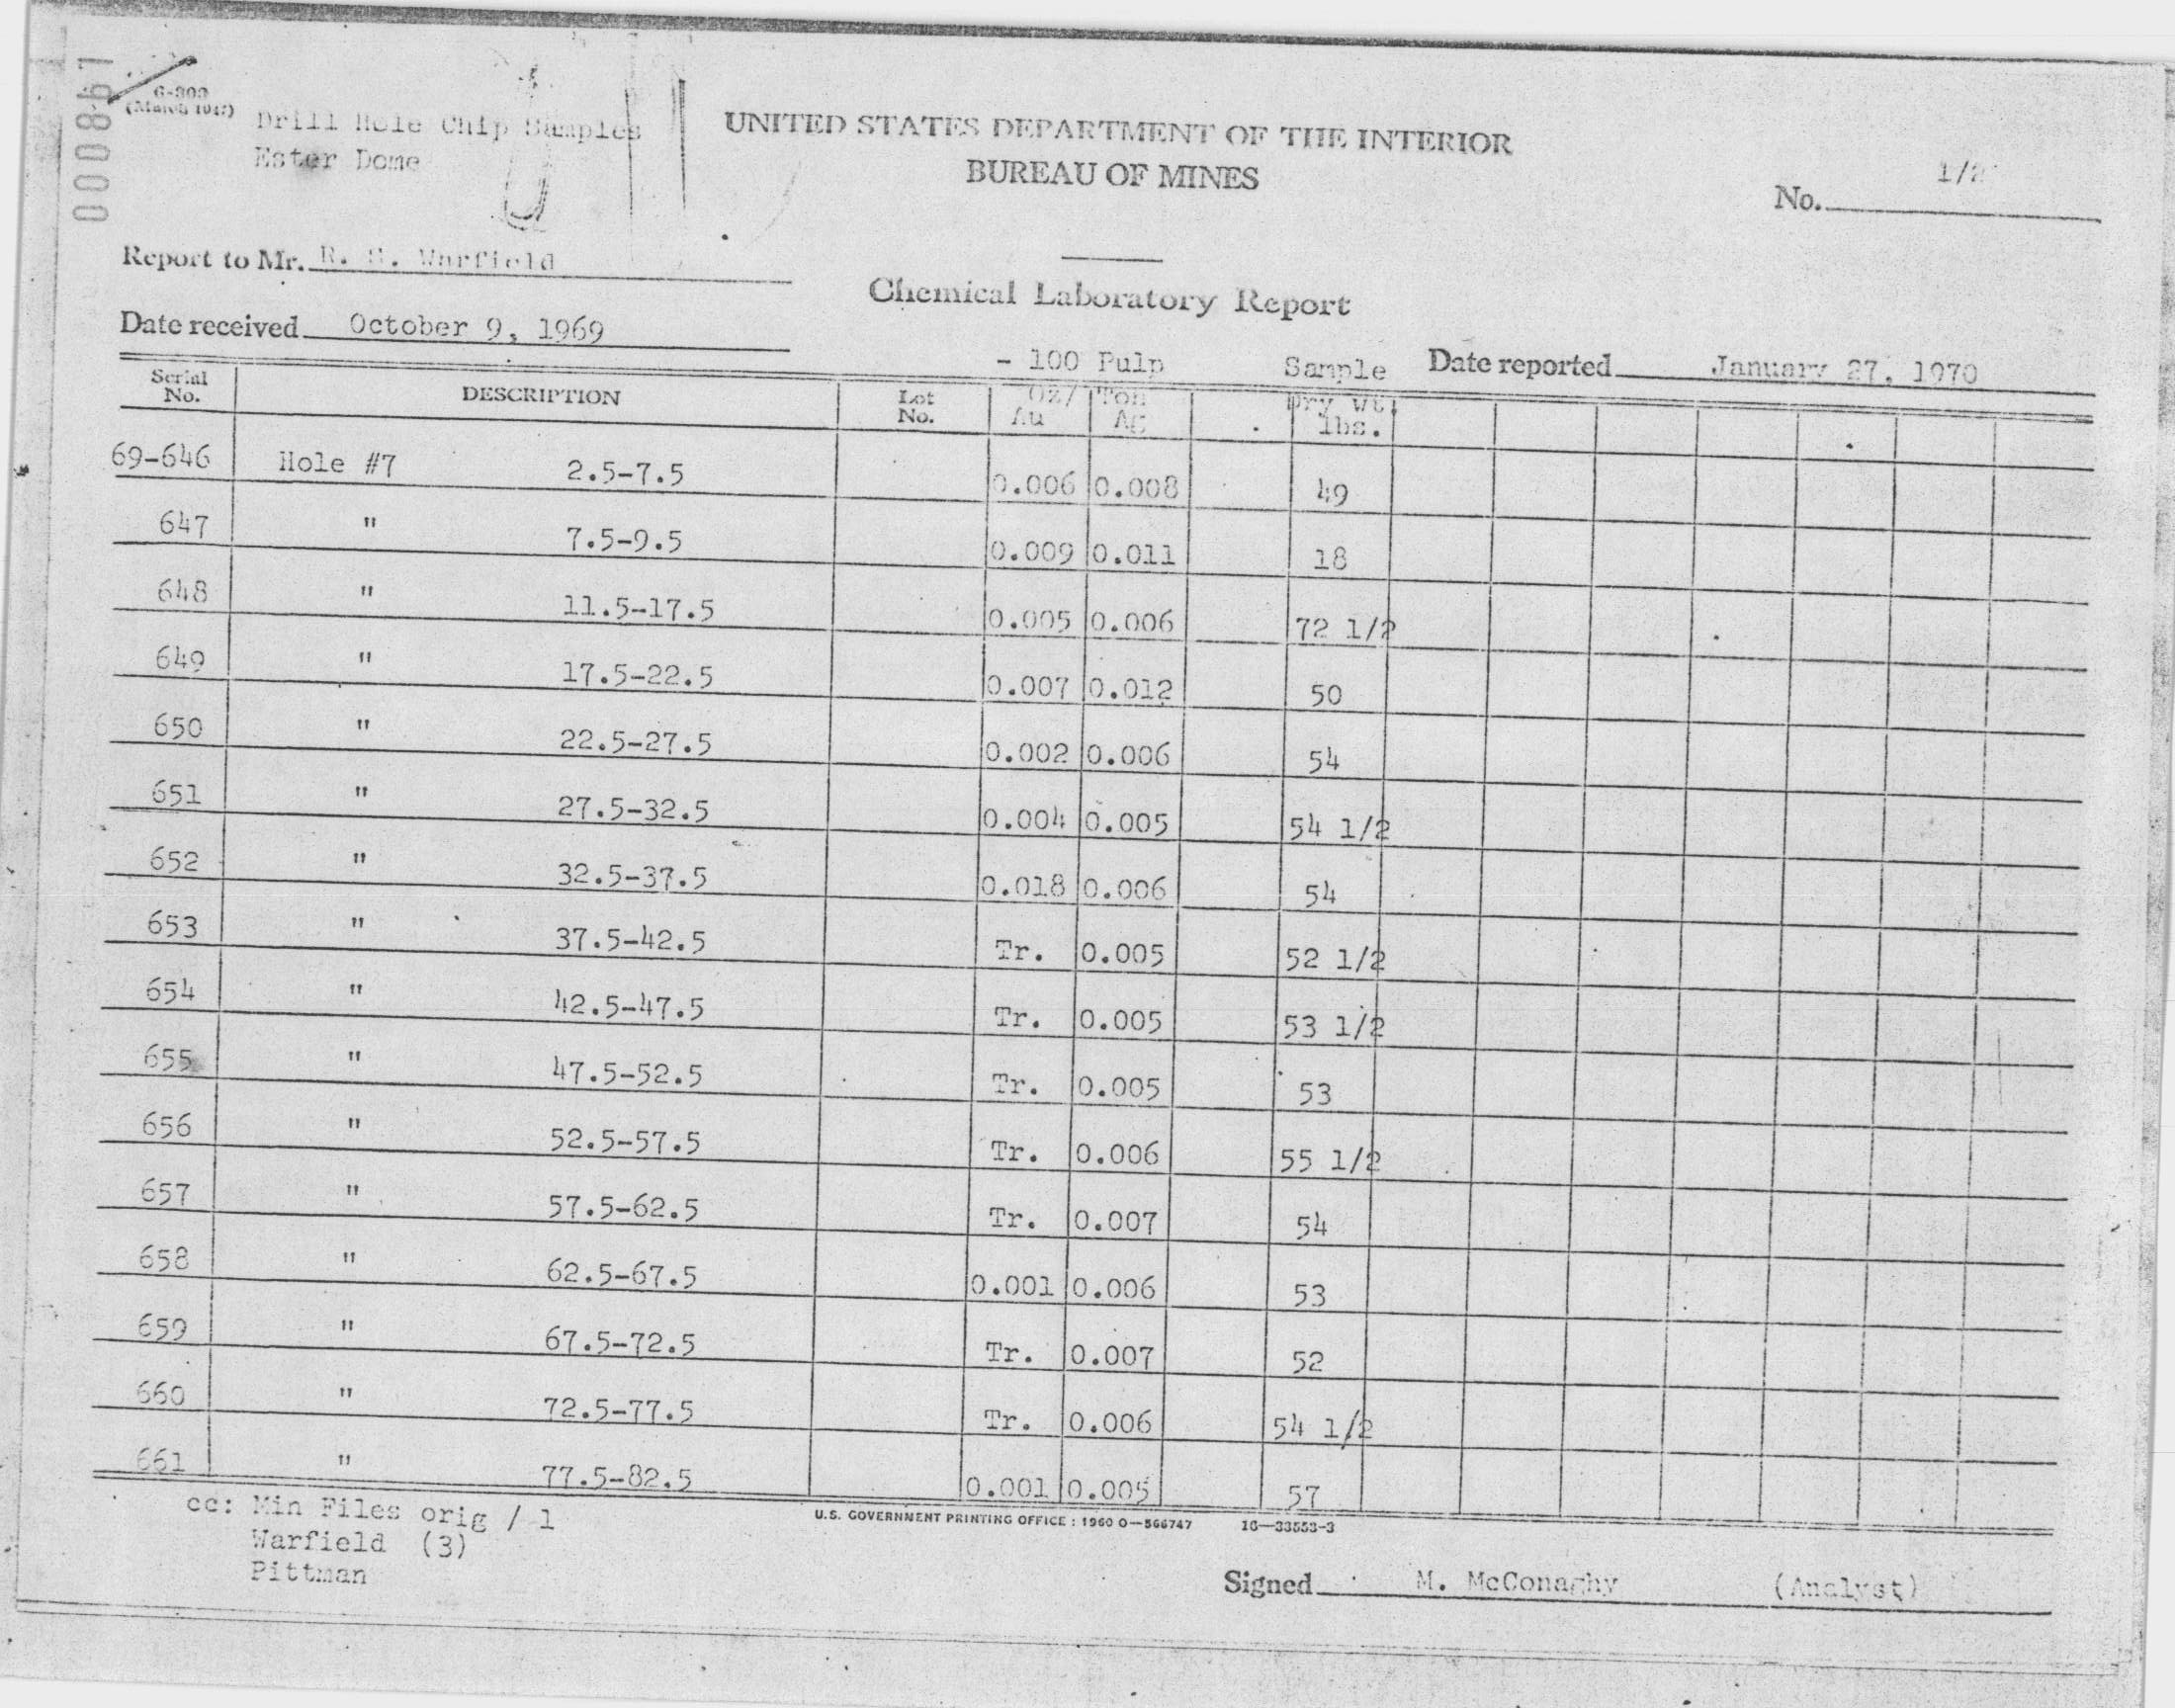 000867
6-303
(March 1947)
Drill Hole Chip Samples
Ester Dome
UNITED STATES DEPARTMENT OF THE INTERIOR
BUREAU OF MINES
No. 1/2
Report to Mr. R. S. Warfield
Chemical Laboratory Report
Date received October 9, 1969
- 100 Pulp Sample Date reported January 27, 1970
Serial No. DESCRIPTION Lot No. Oz/Ton Au Ag Dry wt. lbs.
69-646 Hole #7 2.5-7.5 0.006 0.008 49
647 " 7.5-9.5 0.009 0.011 18
648 " 11.5-17.5 0.005 0.006 72 1/2
649 " 17.5-22.5 0.007 0.012 50
650 " 22.5-27.5 0.002 0.006 54
651 " 27.5-32.5 0.004 0.005 54 1/2
652 " 32.5-37.5 0.018 0.006 54
653 " 37.5-42.5 Tr. 0.005 52 1/2
654 " 42.5-47.5 Tr. 0.005 53 1/2
655 " 47.5-52.5 Tr. 0.005 53
656 " 52.5-57.5 Tr. 0.006 55 1/2
657 " 57.5-62.5 Tr. 0.007 54
658 " 62.5-67.5 0.001 0.006 53
659 " 67.5-72.5 Tr. 0.007 52
660 " 72.5-77.5 Tr. 0.006 54 1/2
661 " 77.5-82.5 0.001 0.005 57
cc: Min Files orig / 1
Warfield (3)
Pittman
U.S. GOVERNMENT PRINTING OFFICE : 1960 O—566747 16—33553-3
Signed M. McConaghy (Analyst)